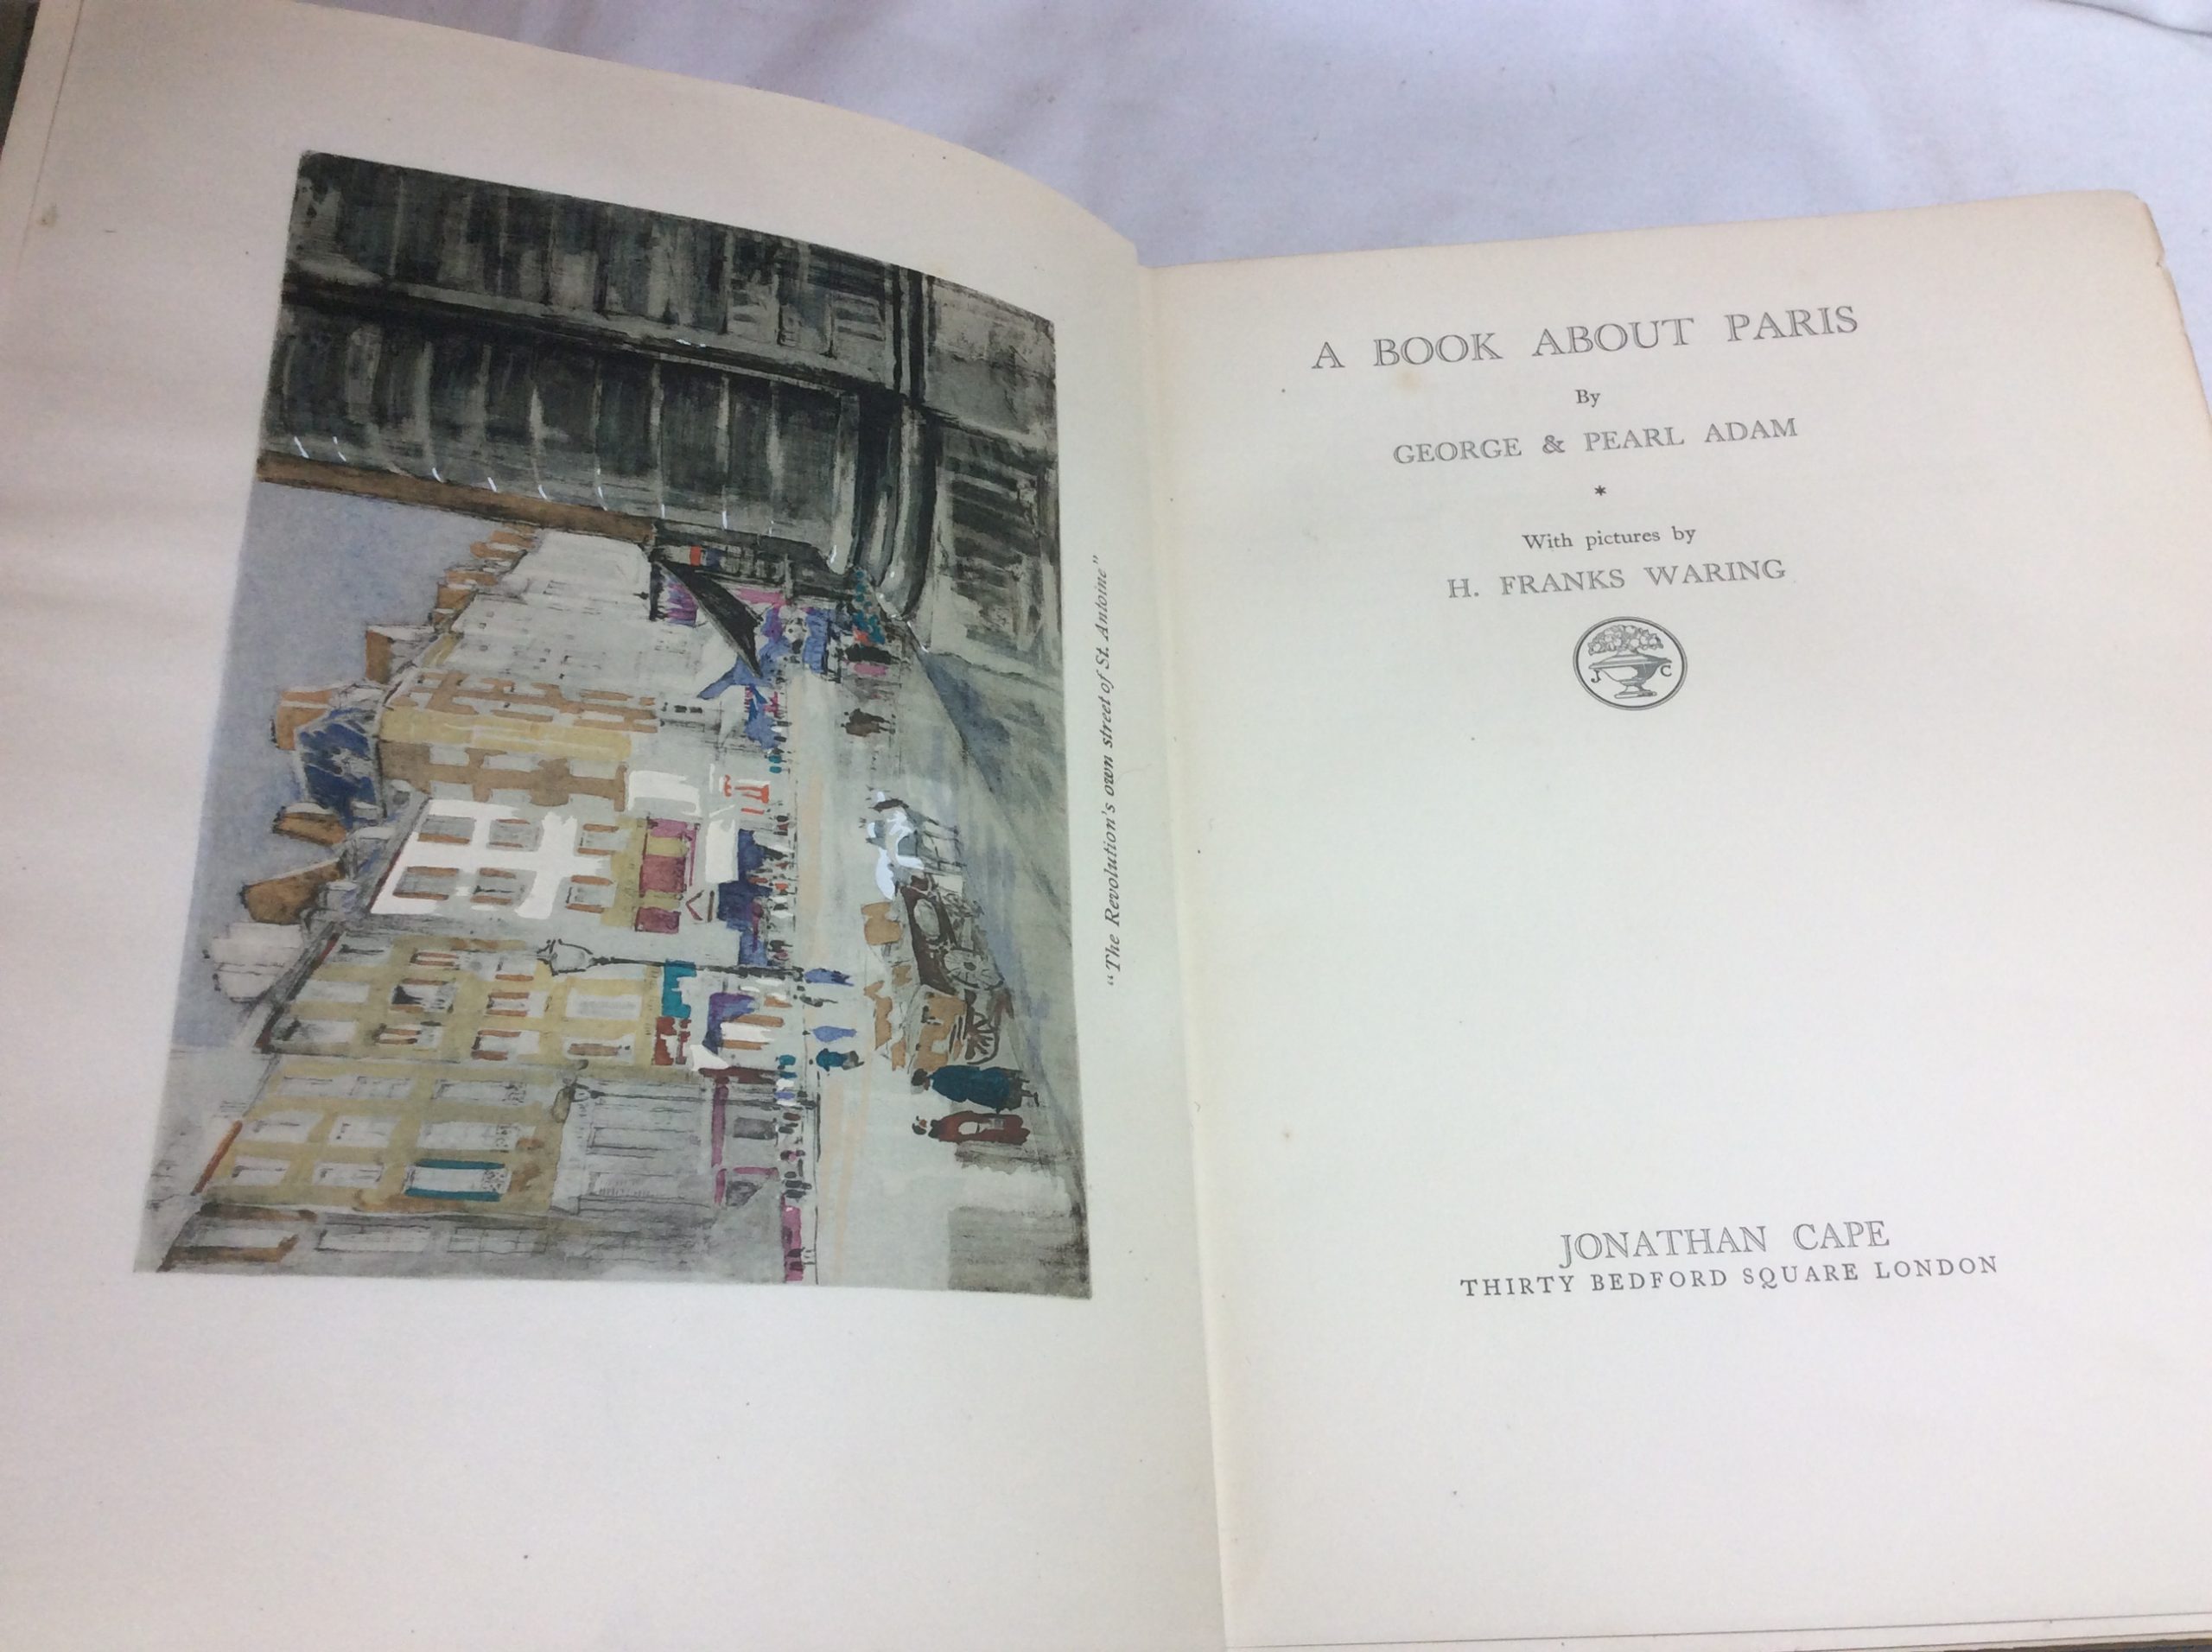 "The Revolution's own street of St. Antoine"
A BOOK ABOUT PARIS
By
GEORGE & PEARL ADAM
*
With pictures by
H. FRANKS WARING
J C
JONATHAN CAPE
THIRTY BEDFORD SQUARE LONDON